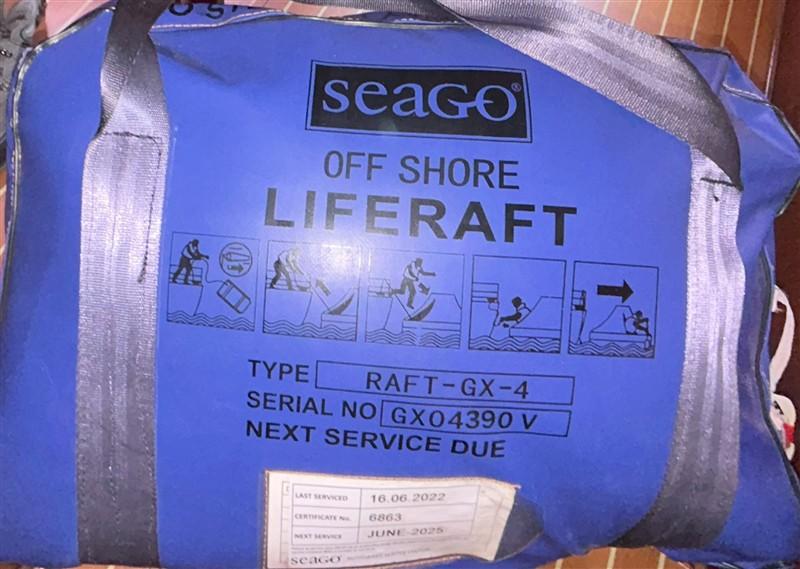 seaGO®
OFF SHORE
LIFERAFT
TYPE RAFT-GX-4
SERIAL NO GX04390 V
NEXT SERVICE DUE
LAST SERVICED 16.06.2022
CERTIFICATE No. 6863
NEXT SERVICE JUNE-2025
seaGO